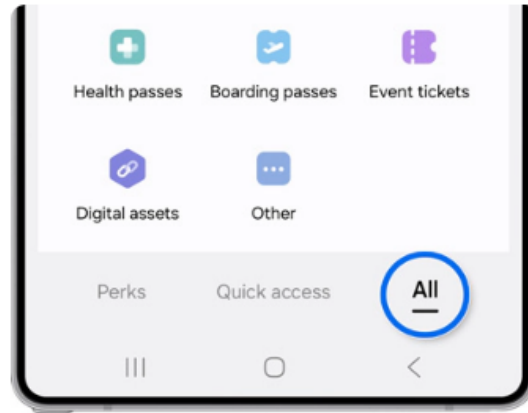 Health passes Boarding passes Event tickets
Digital assets Other
Perks Quick access All